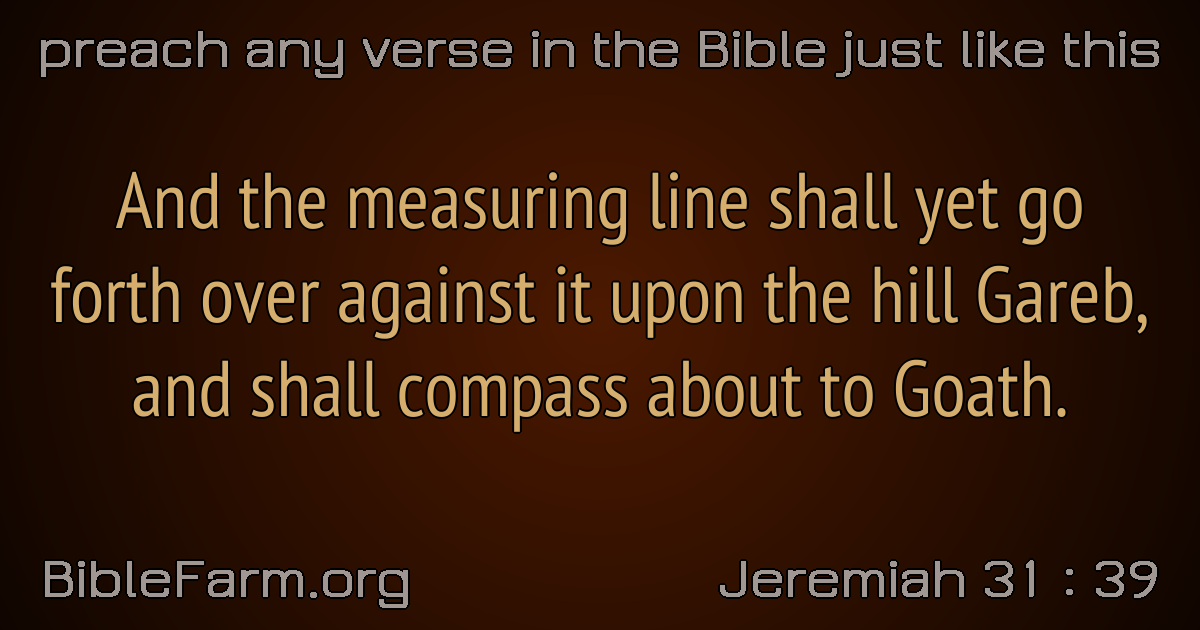 preach any verse in the Bible just like this
And the measuring line shall yet go
forth over against it upon the hill Gareb,
and shall compass about to Goath.
BibleFarm.org
Jeremiah 31 : 39